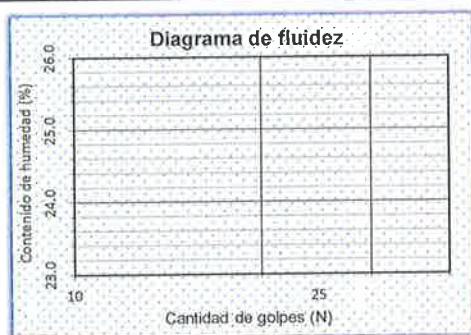 Diagrama de fluidez
Contenido de humedad (%)
26.0
25.0
24.0
23.0
10
25
Cantidad de golpes (N)